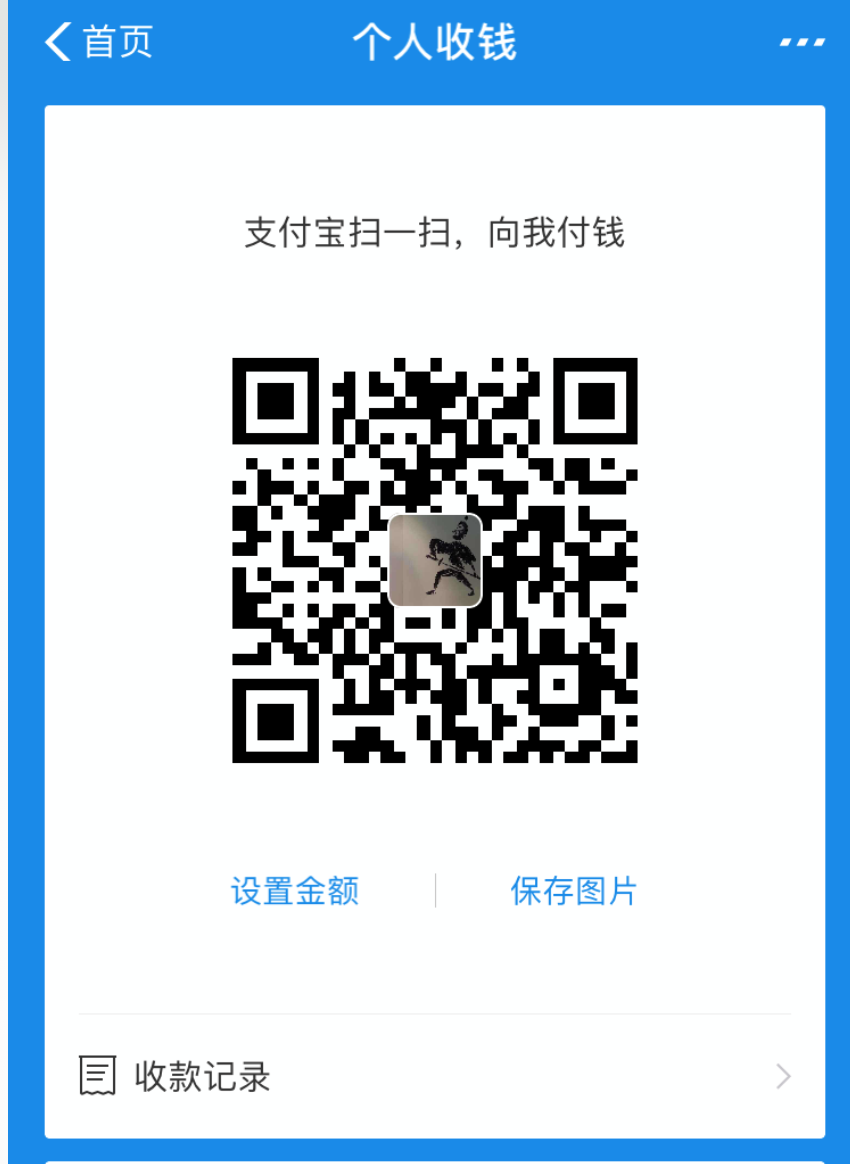 首页
个人收钱
支付宝扫一扫，向我付钱
设置金额
保存图片
收款记录